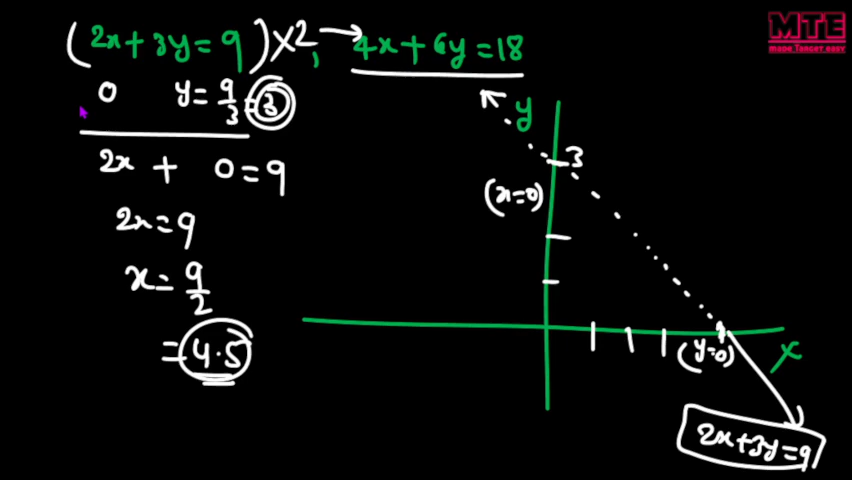 (2x + 3y = 9) x 2, → 4x + 6y = 18
0 y = 9/3 = 3
2x + 0 = 9
2x = 9
x = 9/2
= 4.5
y
3
(x=0)
(y=0)
x
2x+3y=9
MTE
MADE TARGET EASY